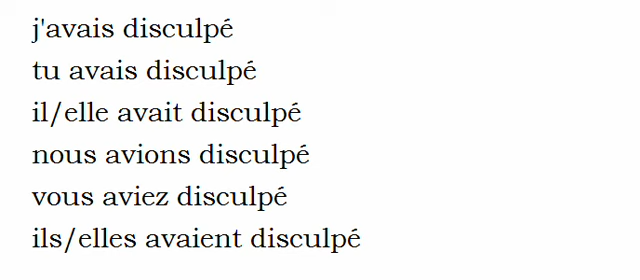 j'avais disculpé
tu avais disculpé
il/elle avait disculpé
nous avions disculpé
vous aviez disculpé
ils/elles avaient disculpé